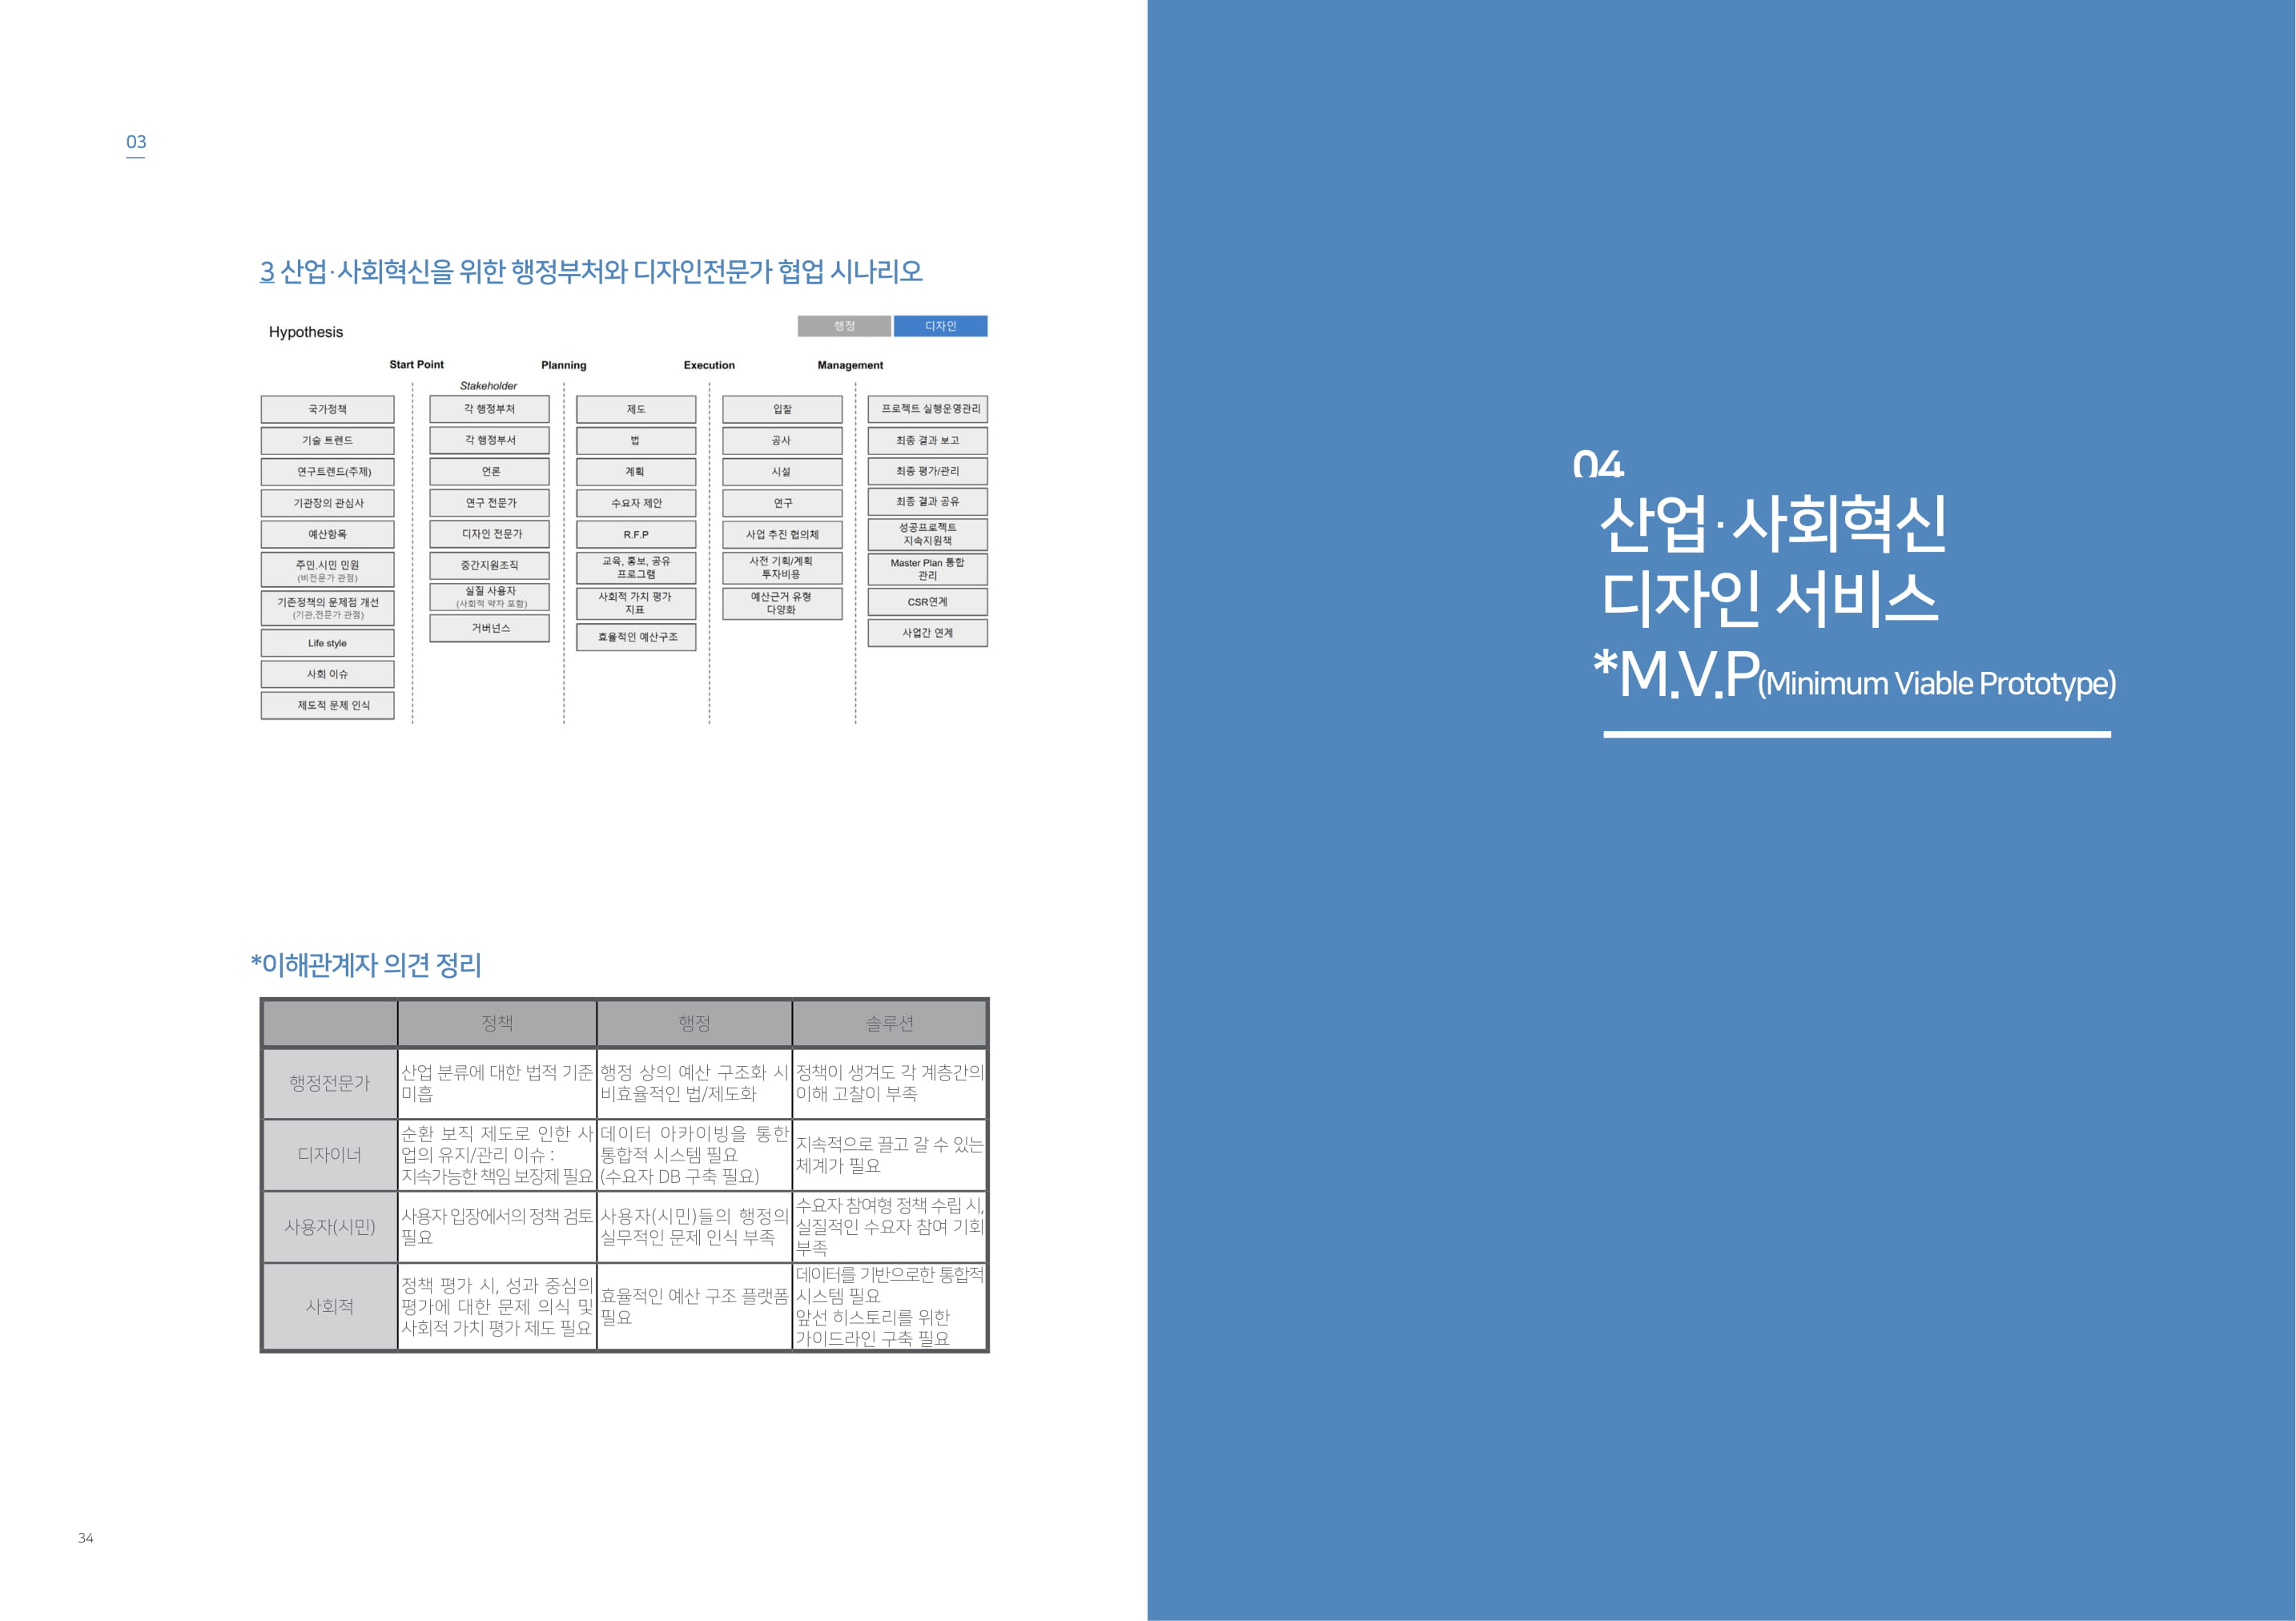 03
3 산업·사회혁신을 위한 행정부처와 디자인전문가 협업 시나리오
Hypothesis
행정
디자인
Start Point
Planning
Execution
Management
국가정책
기술 트렌드
연구트렌드(주제)
기관장의 관심사
예산항목
주민.시민 민원
(비전문가 관점)
기존정책의 문제점 개선
(기관,전문가 관점)
Life style
사회 이슈
제도적 문제 인식
Stakeholder
각 행정부처
각 행정부서
언론
연구 전문가
디자인 전문가
중간지원조직
실질 사용자
(사회적 약자 포함)
거버넌스
제도
법
계획
수요자 제안
R.F.P
교육, 홍보, 공유
프로그램
사회적 가치 평가
지표
효율적인 예산구조
입찰
공사
시설
연구
사업 추진 협의체
사전 기획/계획
투자비용
예산근거 유형
다양화
프로젝트 실행운영관리
최종 결과 보고
최종 평가/관리
최종 결과 공유
성공프로젝트
지속지원책
Master Plan 통합
관리
CSR연계
사업간 연계
*이해관계자 의견 정리
정책
행정
솔루션
행정전문가
산업 분류에 대한 법적 기준
미흡
행정 상의 예산 구조화 시
비효율적인 법/제도화
정책이 생겨도 각 계층간의
이해 고찰이 부족
디자이너
순환 보직 제도로 인한 사
업의 유지/관리 이슈 :
지속가능한 책임 보장제 필요
데이터 아카이빙을 통한
통합적 시스템 필요
(수요자 DB 구축 필요)
지속적으로 끌고 갈 수 있는
체계가 필요
사용자(시민)
사용자 입장에서의 정책 검토
필요
사용자(시민)들의 행정의
실무적인 문제 인식 부족
수요자 참여형 정책 수립 시,
실질적인 수요자 참여 기회
부족
사회적
정책 평가 시, 성과 중심의
평가에 대한 문제 의식 및
사회적 가치 평가 제도 필요
효율적인 예산 구조 플랫폼
필요
데이터를 기반으로한 통합적
시스템 필요
앞선 히스토리를 위한
가이드라인 구축 필요
34
04
산업·사회혁신
디자인 서비스
*M.V.P(Minimum Viable Prototype)